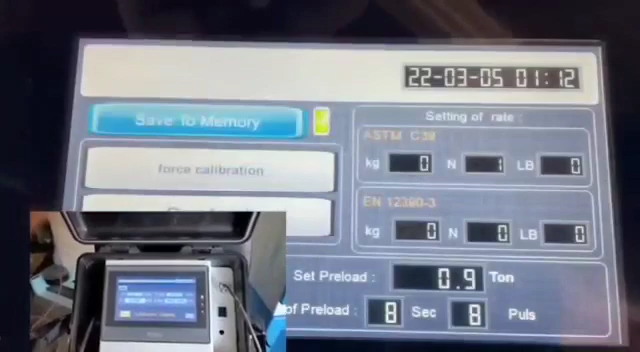 22-03-05 01:12
Save To Memory
Setting of rate :
ASTM C39
kg 0 N 1 LB 0
force calibration
EN 12390-3
kg 0 N 0 LB 0
Set Preload : 0.9 Ton
of Preload : 8 Sec 8 Puls